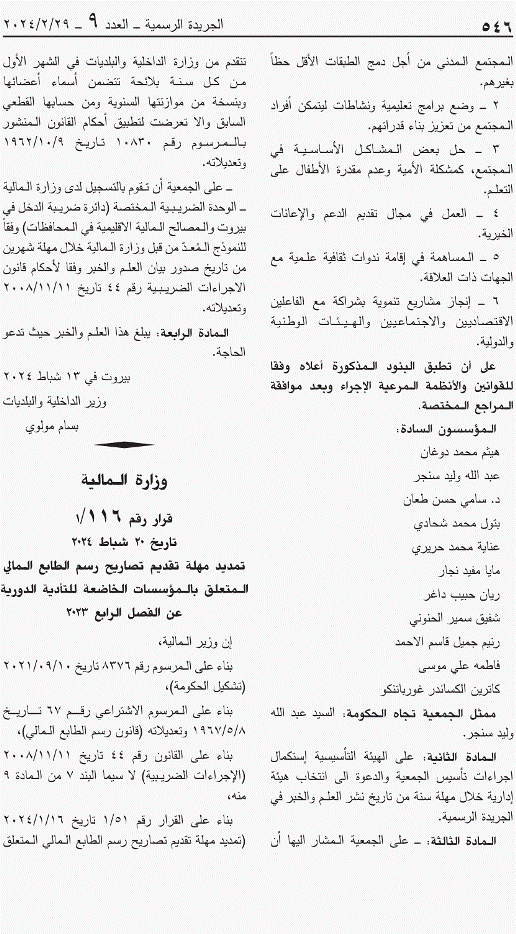 ٥٤٦
الجريدة الرسمية ـ العدد ٩ ـ ٢٠٢٤/٢/٢٩
المجتمع المدني من أجل دمج الطبقات الأقل حظاً
بغيرهم.
٢ ـ وضع برامج تعليمية ونشاطات ليتمكن أفراد
المجتمع من تعزيز بناء قدراتهم.
٣ ـ حل بعض المشاكل الأساسية في
المجتمع، كمشكلة الأمية وعدم مقدرة الأطفال على
التعلم.
٤ ـ العمل في مجال تقديم الدعم والإعانات
الخيرية.
٥ ـ المساهمة في إقامة ندوات ثقافية علمية مع
الجهات ذات العلاقة.
٦ ـ إنجاز مشاريع تنموية بشراكة مع الفاعلين
الاقتصاديين والاجتماعيين والهيئات الوطنية
والدولية.
على أن تطبق البنود المذكورة أعلاه وفقا
للقوانين والأنظمة المرعية الإجراء وبعد موافقة
المراجع المختصة.
المؤسسون السادة:
هيثم محمد دوغان
عبد الله وليد سنجر
د. سامي حسن طعان
بتول محمد شحادي
عناية محمد حريري
مايا مفيد نجار
ريان حبيب داغر
شفيق سمير الحنوني
رنيم جميل قاسم الاحمد
فاطمه علي موسى
كاترين الكساندر غورباتنكو
ممثل الجمعية تجاه الحكومة: السيد عبد الله
وليد سنجر.
المادة الثانية: على الهيئة التأسيسية إستكمال
اجراءات تأسيس الجمعية والدعوة الى انتخاب هيئة
إدارية خلال مهلة سنة من تاريخ نشر العلم والخبر في
الجريدة الرسمية.
المادة الثالثة: ـ على الجمعية المشار اليها أن
تتقدم من وزارة الداخلية والبلديات في الشهر الأول
من كل سنة بلائحة تتضمن أسماء أعضائها
وبنسخة من موازنتها السنوية ومن حسابها القطعي
السابق والا تعرضت لتطبيق أحكام القانون المنشور
بالمرسوم رقم ١٠٨٣٠ تاريخ ١٩٦٢/١٠/٩
وتعديلاته.
ـ على الجمعية أن تقوم بالتسجيل لدى وزارة المالية
ـ الوحدة الضريبية المختصة (دائرة ضريبة الدخل في
بيروت والمصالح المالية الاقليمية في المحافظات) وفقاً
للنموذج المُعدّ من قبل وزارة المالية خلال مهلة شهرين
من تاريخ صدور بيان العلم والخبر وفقا لأحكام قانون
الاجراءات الضريبية رقم ٤٤ تاريخ ٢٠٠٨/١١/١١
وتعديلاته.
المادة الرابعة: يبلغ هذا العلم والخبر حيث تدعو
الحاجة.
بيروت في ١٣ شباط ٢٠٢٤
وزير الداخلية والبلديات
بسام مولوي
وزارة المالية
قرار رقم ١/١١٦
تاريخ ٢٠ شباط ٢٠٢٤
تمديد مهلة تقديم تصاريح رسم الطابع المالي
المتعلق بالمؤسسات الخاضعة للتأدية الدورية
عن الفصل الرابع ٢٠٢٣
إن وزير المالية،
بناء على المرسوم رقم ٨٣٧٦ تاريخ ٢٠٢١/٠٩/١٠
(تشكيل الحكومة)،
بناء على المرسوم الاشتراعي رقم ٦٧ تاريخ
١٩٦٧/٥/٨ وتعديلاته (قانون رسم الطابع المالي)،
بناء على القانون رقم ٤٤ تاريخ ٢٠٠٨/١١/١١
(الإجراءات الضريبية) لا سيما البند ٧ من المادة ٩
منه،
بناء على القرار رقم ١/٥١ تاريخ ٢٠٢٤/١/١٦
(تمديد مهلة تقديم تصاريح رسم الطابع المالي المتعلق